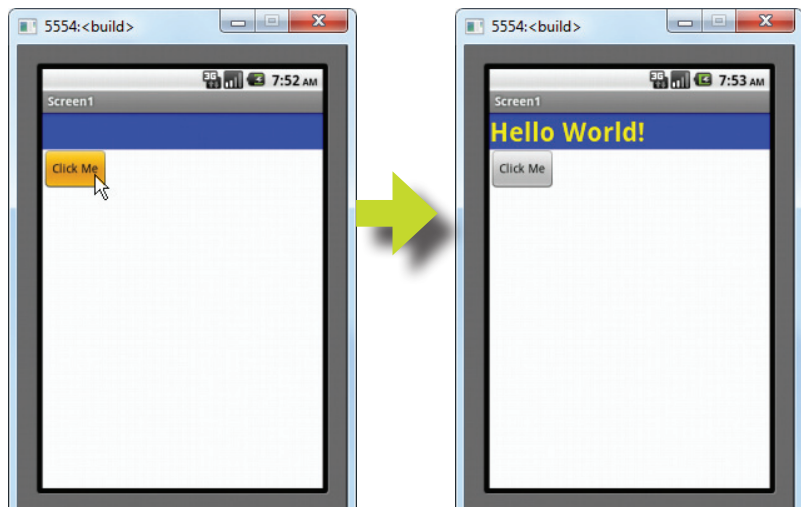 5554:<build>
3G 7:52 AM
Screen1
Click Me
5554:<build>
3G 7:53 AM
Screen1
Hello World!
Click Me